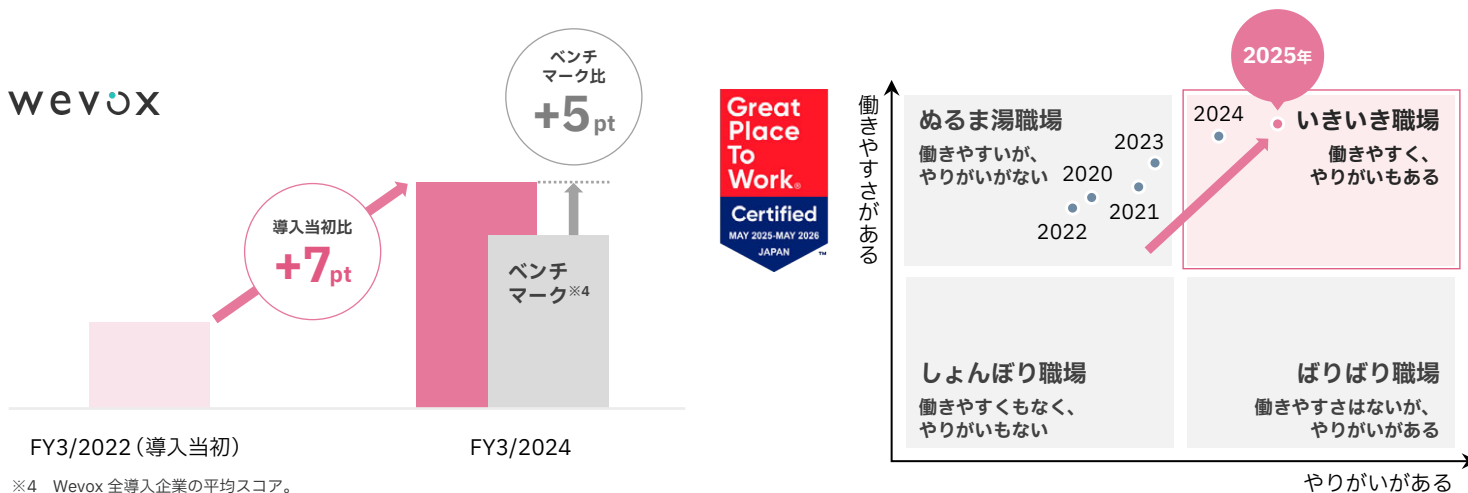 wevox
ベンチ
マーク比
+5pt
導入当初比
+7pt
ベンチ
マーク※4
FY3/2022（導入当初）
FY3/2024
※4　Wevox 全導入企業の平均スコア。
Great
Place
To
Work®
Certified
MAY 2025-MAY 2026
JAPAN
™
働きやすさがある
2025年
ぬるま湯職場
働きやすいが、
やりがいがない
2023
2020
2021
2022
2024
いきいき職場
働きやすく、
やりがいもある
しょんぼり職場
働きやすくもなく、
やりがいもない
ばりばり職場
働きやすさはないが、
やりがいがある
やりがいがある